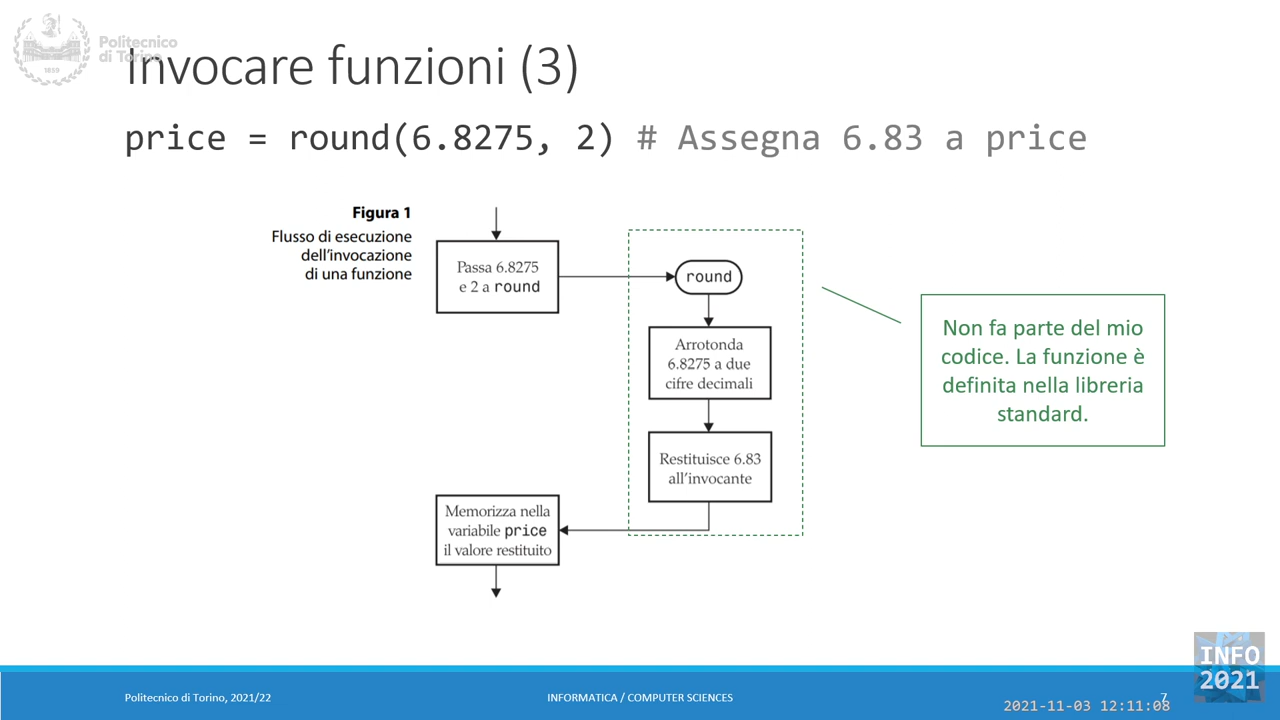 Politecnico
di Torino
1859
Invocare funzioni (3)
price = round(6.8275, 2) # Assegna 6.83 a price
Figura 1
Flusso di esecuzione
dell'invocazione
di una funzione
Passa 6.8275
e 2 a round
round
Arrotonda
6.8275 a due
cifre decimali
Restituisce 6.83
all'invocante
Memorizza nella
variabile price
il valore restituito
Non fa parte del mio
codice. La funzione è
definita nella libreria
standard.
Politecnico di Torino, 2021/22
INFORMATICA / COMPUTER SCIENCES
7
INFO
2021
2021-11-03 12:11:08